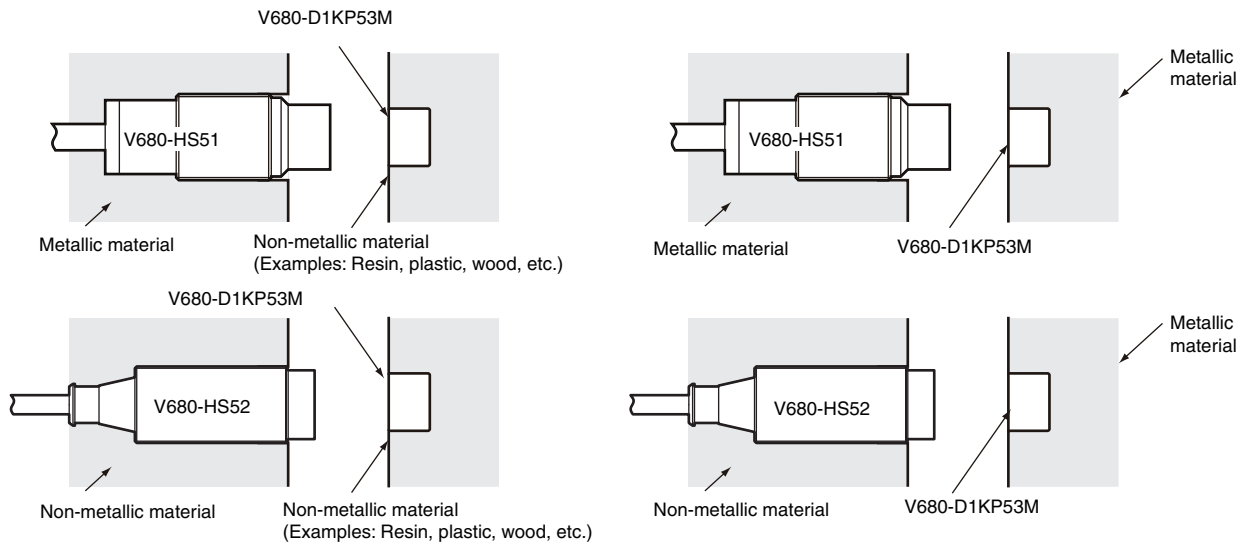 V680-D1KP53M
V680-HS51
Metallic material
Non-metallic material
(Examples: Resin, plastic, wood, etc.)
Metallic
material
V680-HS51
Metallic material
V680-D1KP53M
V680-D1KP53M
V680-HS52
Non-metallic material
Non-metallic material
(Examples: Resin, plastic, wood, etc.)
Metallic
material
V680-HS52
Non-metallic material
V680-D1KP53M